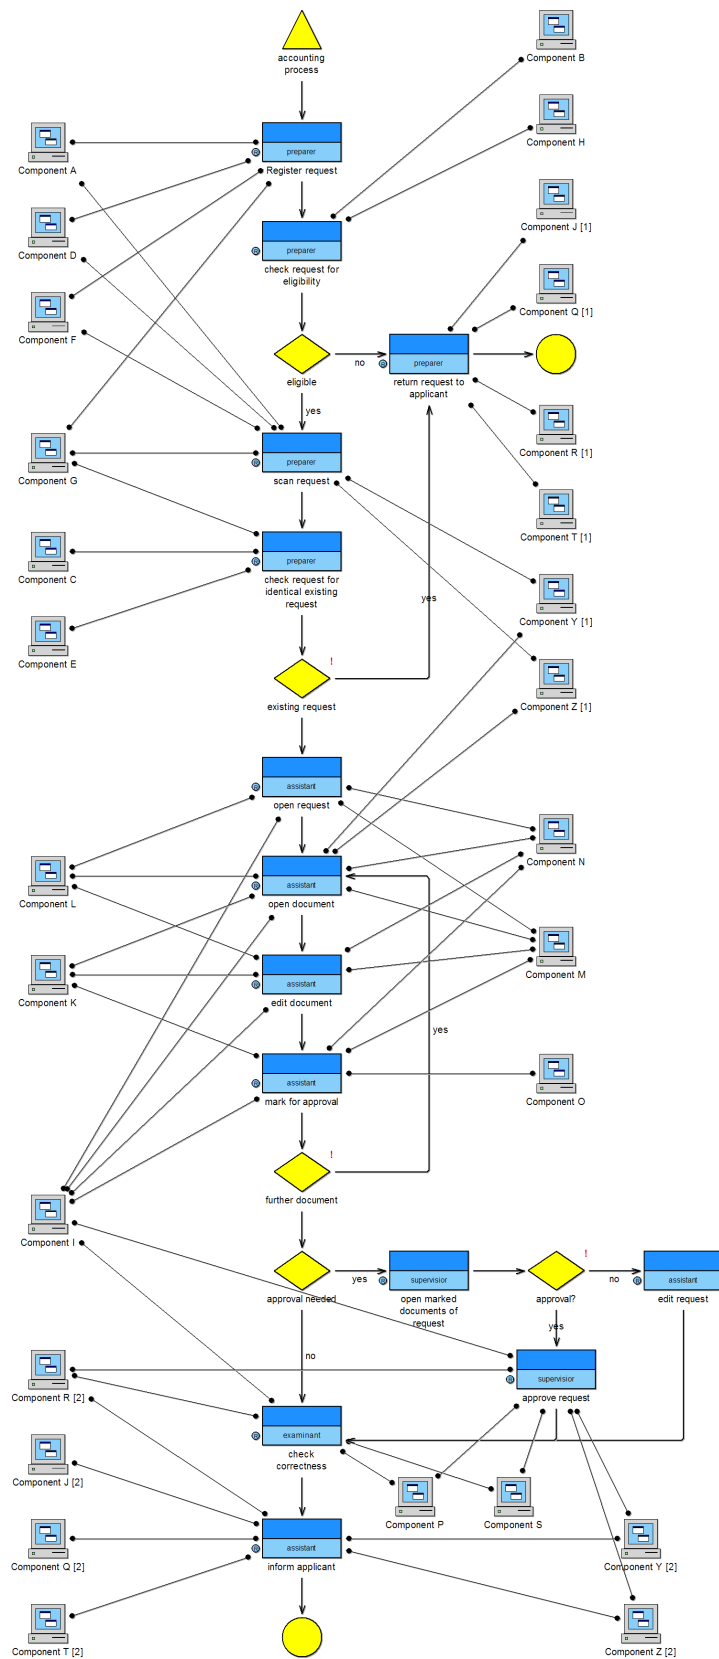 accounting
process
Component B
preparer
Register request
Component A
Component H
preparer
check request for
eligibility
Component J [1]
Component D
Component Q [1]
Component F
eligible
no
preparer
return request to
applicant
yes
Component R [1]
preparer
scan request
Component G
Component T [1]
preparer
check request for
identical existing
request
Component C
yes
Component Y [1]
Component E
!
existing request
Component Z [1]
assistant
open request
Component N
assistant
open document
Component L
Component M
assistant
edit document
Component K
yes
assistant
mark for approval
Component O
!
further document
Component I
approval needed
yes
supervisior
open marked
documents of
request
!
approval?
no
assistant
edit request
yes
no
supervisior
approve request
Component R [2]
examinant
check
correctness
Component J [2]
Component P
Component S
assistant
inform applicant
Component Q [2]
Component Y [2]
Component T [2]
Component Z [2]